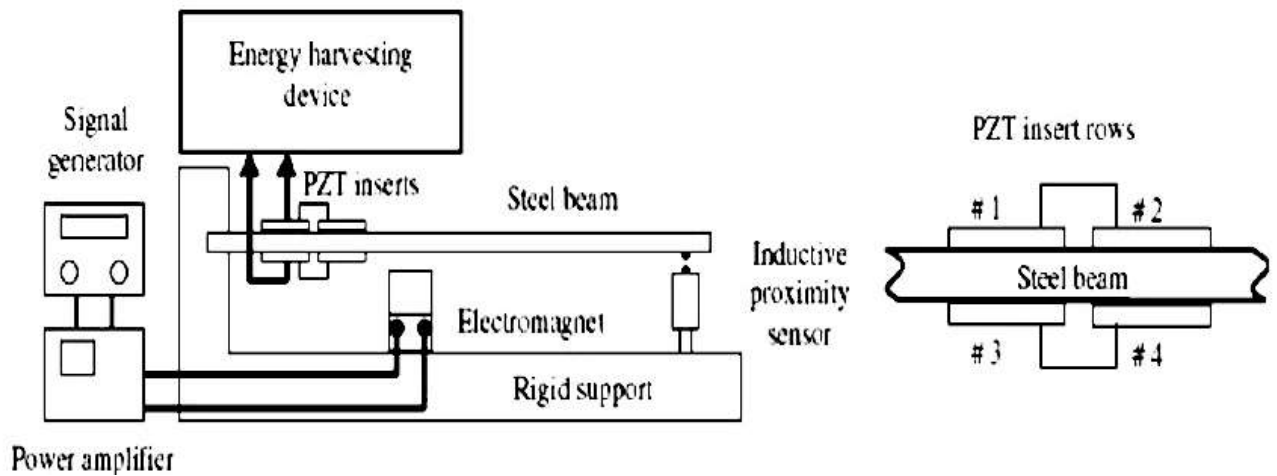 Energy harvesting
device
Signal
generator
PZT inserts
Steel beam
Inductive
proximity
sensor
Electromagnet
Rigid support
Power amplifier
PZT insert rows
# 1
# 2
Steel beam
# 3
# 4